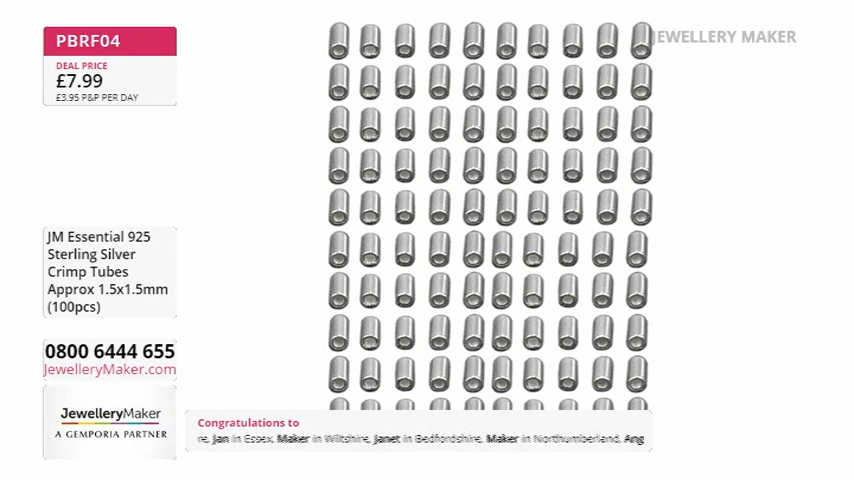 PBRF04
DEAL PRICE
£7.99
£3.95 P&P PER DAY
JEWELLERY MAKER
JM Essential 925
Sterling Silver
Crimp Tubes
Approx 1.5x1.5mm
(100pcs)
0800 6444 655
JewelleryMaker.com
JewelleryMaker
A GEMPORIA PARTNER
Congratulations to
re, Jan in Essex, Maker in Wiltshire, Janet in Bedfordshire, Maker in Northumberland, Ang